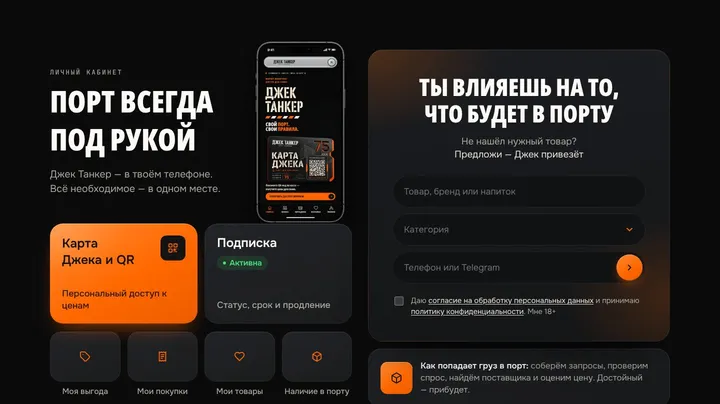 ЛИЧНЫЙ КАБИНЕТ
ПОРТ ВСЕГДА
ПОД РУКОЙ
Джек Танкер — в твоём телефоне.
Всё необходимое — в одном месте.
ДЖЕК ТАНКЕР
ДЖЕК
ТАНКЕР
СВОЙ ПОРТ.
СВОИ ПРАВИЛА.
ДЖЕК ТАНКЕР
75
КАРТА
ДЖЕКА
Карта
Джека и QR
Персональный доступ к
ценам
Подписка
Активна
Статус, срок и продление
Моя выгода
Мои покупки
Мои товары
Наличие в порту
ТЫ ВЛИЯЕШЬ НА ТО,
ЧТО БУДЕТ В ПОРТУ
Не нашёл нужный товар?
Предложи — Джек привезёт
Товар, бренд или напиток
Категория
Телефон или Telegram
Даю согласие на обработку персональных данных и принимаю
политику конфиденциальности. Мне 18+
Как попадает груз в порт: соберём запросы, проверим
спрос, найдём поставщика и оценим цену. Достойный
— прибудет.